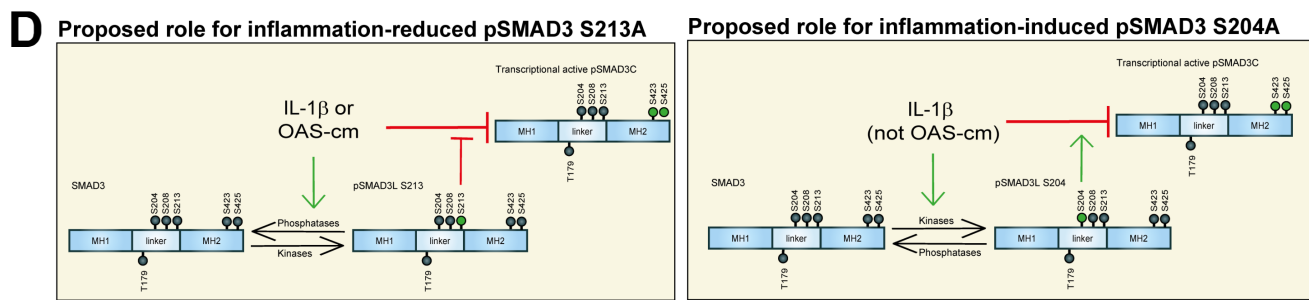 D
Proposed role for inflammation-reduced pSMAD3 S213A
Transcriptional active pSMAD3C
S204
S208
S213
S423
S425
IL-1β or
OAS-cm
MH1
linker
MH2
T179
SMAD3
pSMAD3L S213
S204
S208
S213
S423
S425
S204
S208
S213
S423
S425
Phosphatases
MH1
linker
MH2
MH1
linker
MH2
Kinases
T179
T179
Proposed role for inflammation-induced pSMAD3 S204A
Transcriptional active pSMAD3C
S204
S208
S213
S423
S425
IL-1β
(not OAS-cm)
MH1
linker
MH2
T179
SMAD3
pSMAD3L S204
S204
S208
S213
S423
S425
S204
S208
S213
S423
S425
Kinases
MH1
linker
MH2
MH1
linker
MH2
Phosphatases
T179
T179